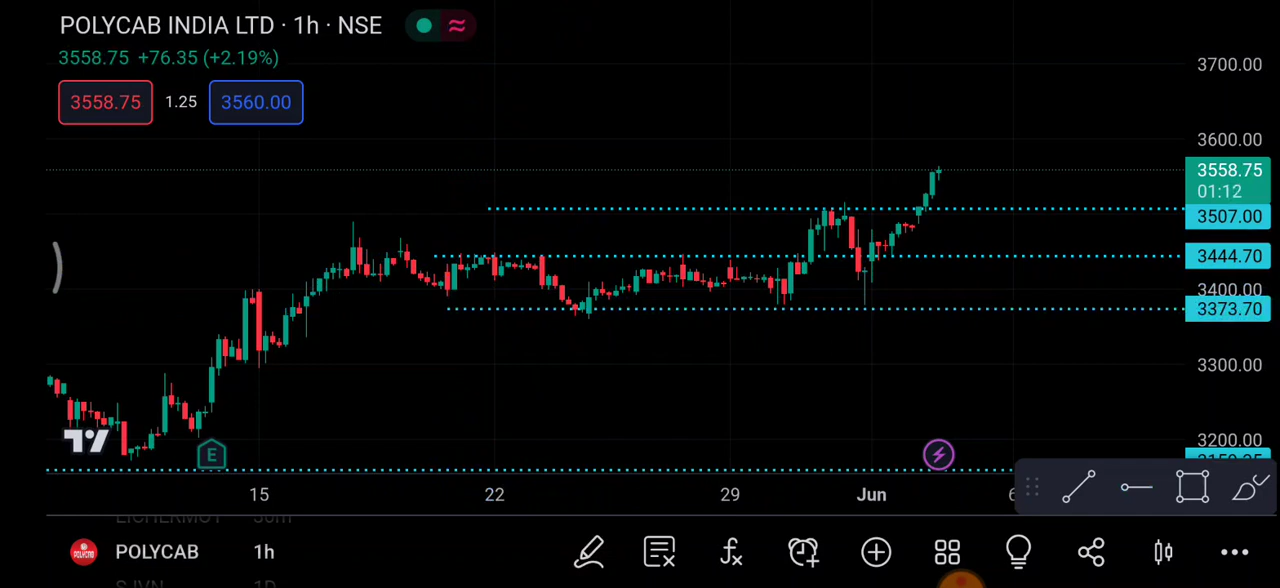 POLYCAB INDIA LTD · 1h · NSE
3558.75 +76.35 (+2.19%)
3558.75 1.25 3560.00
3700.00
3600.00
3558.75
01:12
3507.00
3444.70
3400.00
3373.70
3300.00
3200.00
E
15 22 29 Jun
POLYCAB 1h